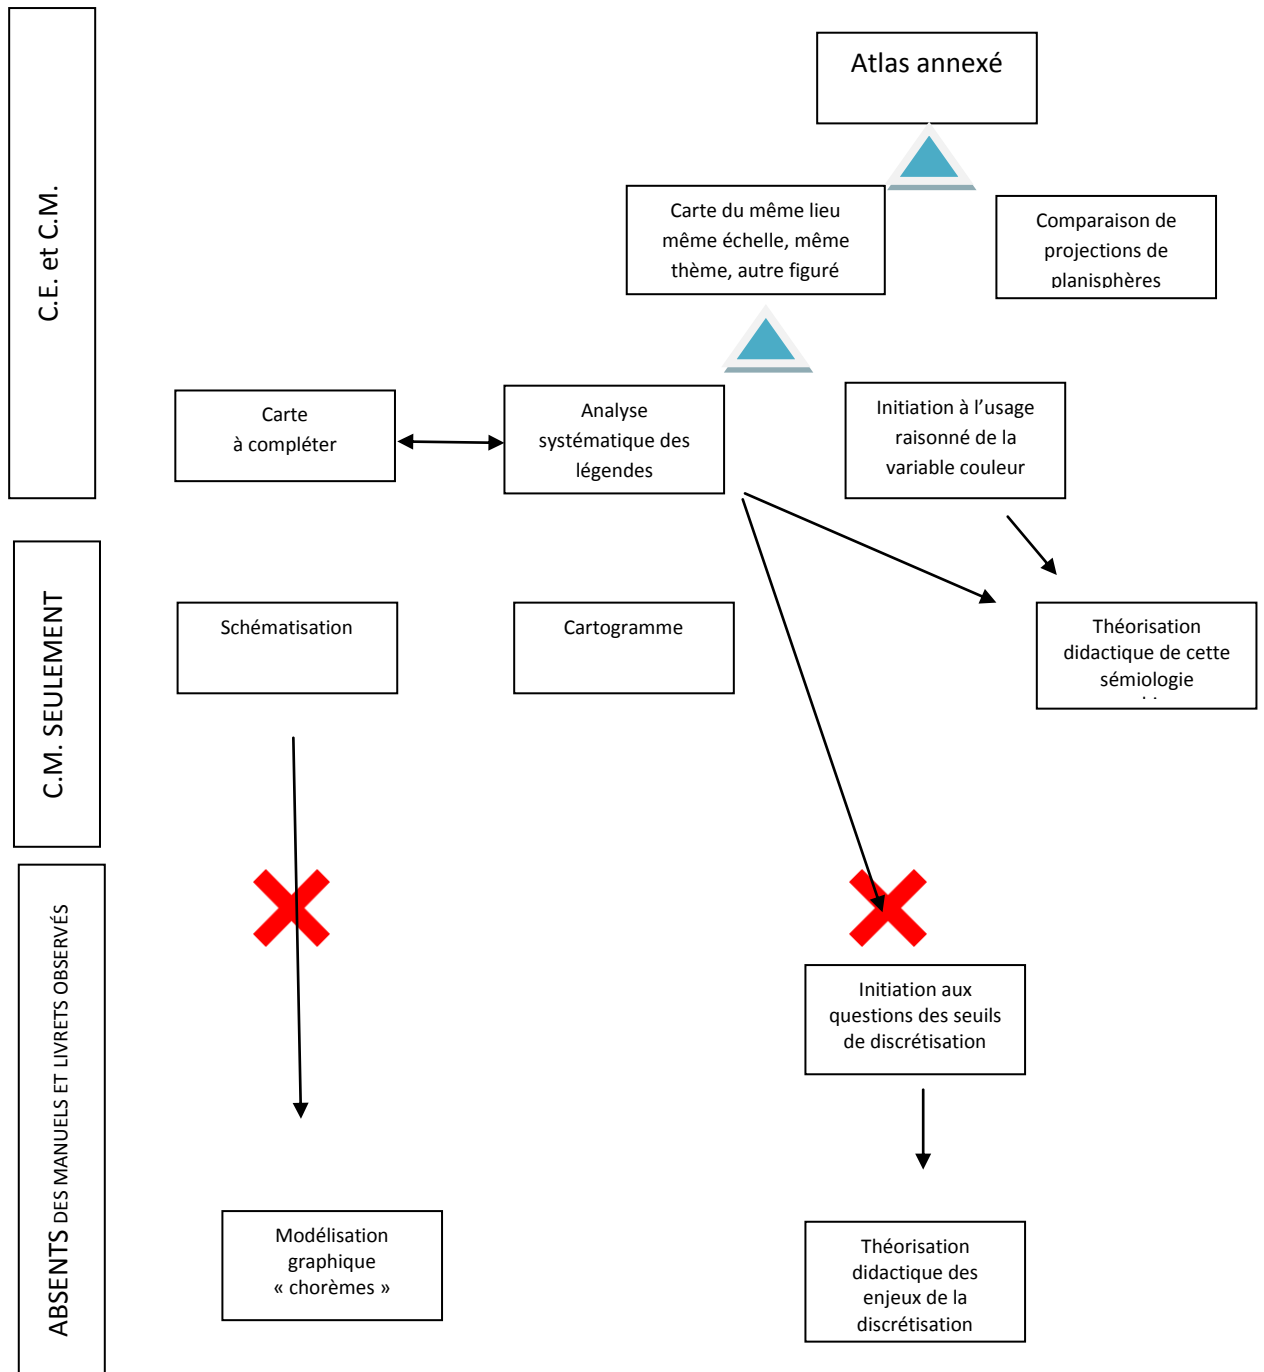 C.E. et C.M.
Atlas annexé
Carte du même lieu
même échelle, même
thème, autre figuré
Comparaison de
projections de
planisphères
Carte
à compléter
Analyse
systématique des
légendes
Initiation à l’usage
raisonné de la
variable couleur
C.M. SEULEMENT
Schématisation
Cartogramme
Théorisation
didactique de cette
sémiologie
ABSENTS DES MANUELS ET LIVRETS OBSERVÉS
Initiation aux
questions des seuils
de discrétisation
Modélisation
graphique
« chorèmes »
Théorisation
didactique des
enjeux de la
discrétisation